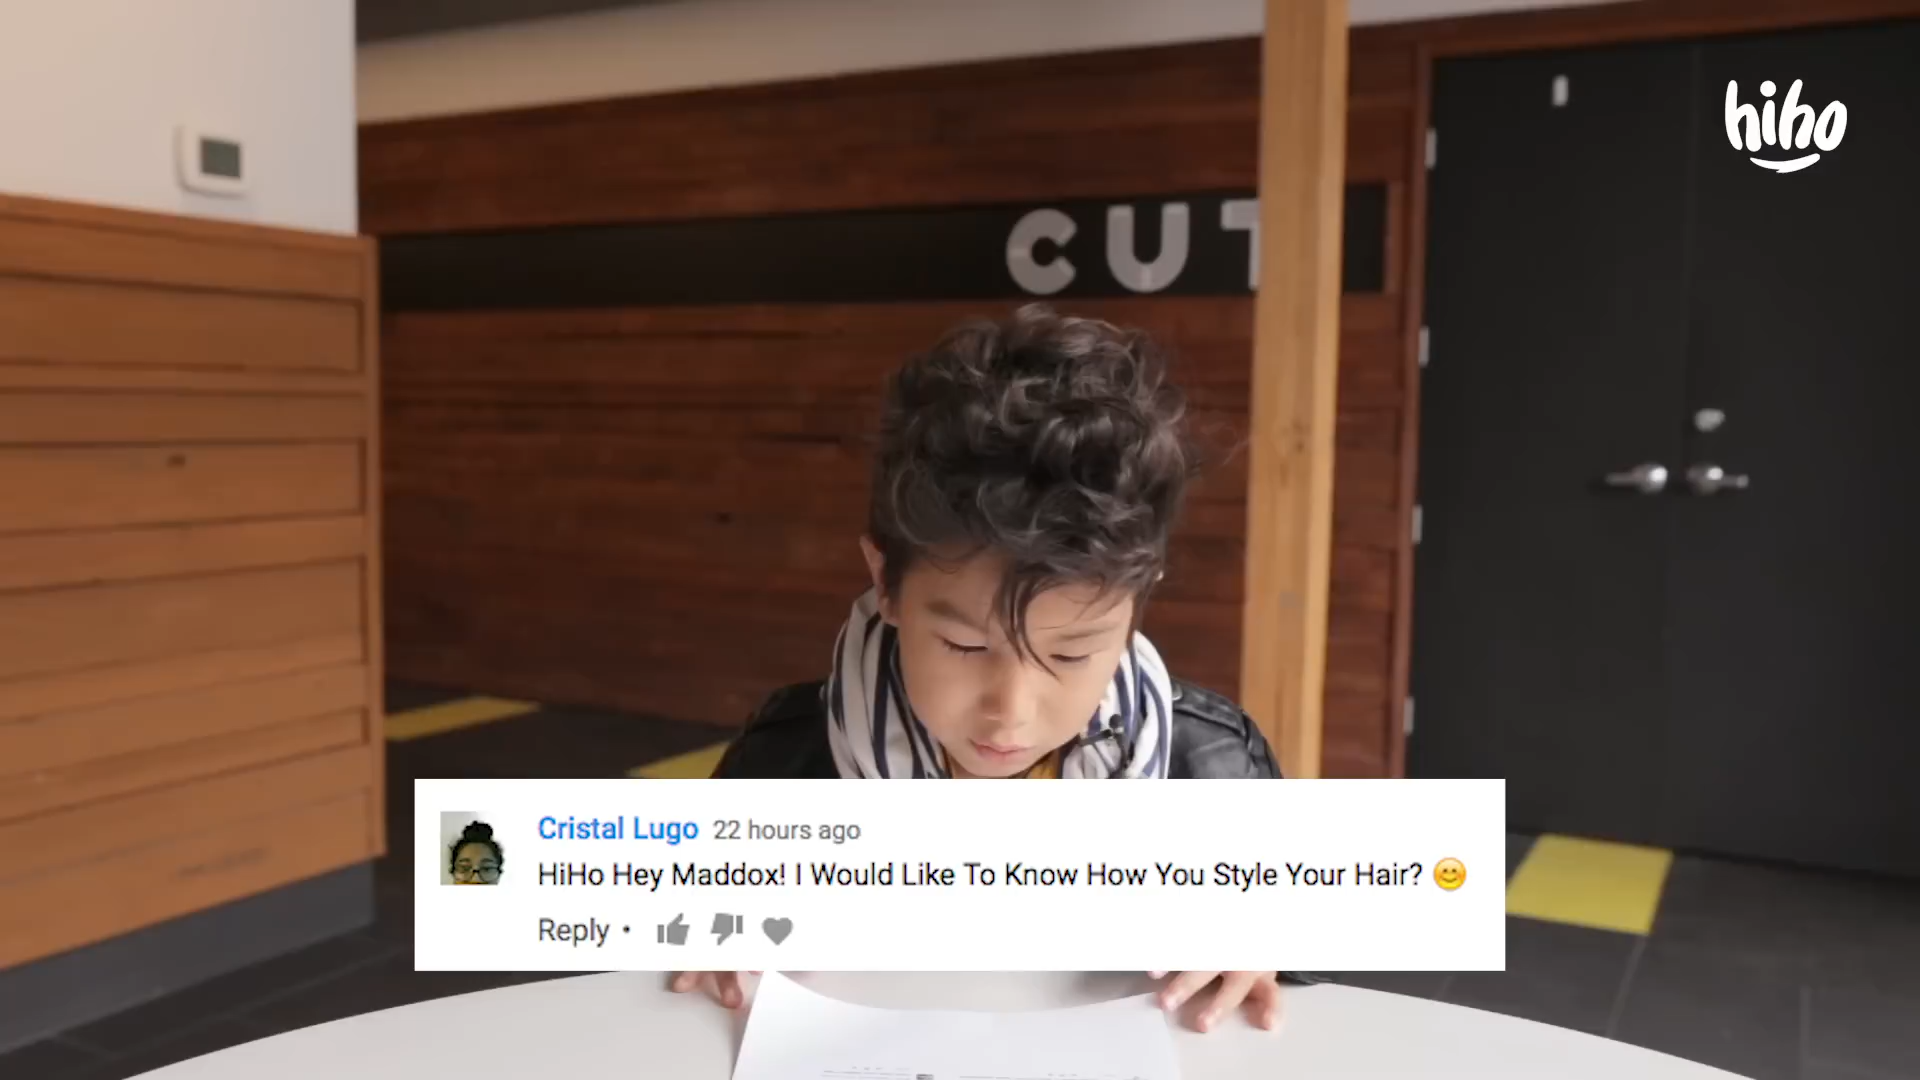 hiho
CUT
Cristal Lugo 22 hours ago
HiHo Hey Maddox! I Would Like To Know How You Style Your Hair? 😊
Reply •